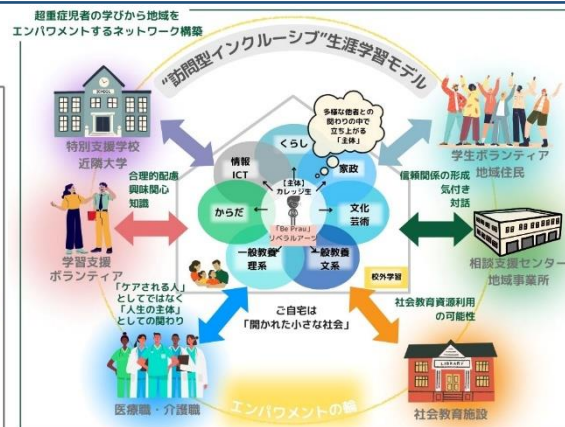 超重症児者の学びから地域を
エンパワメントするネットワーク構築
“訪問型インクルーシブ”生涯学習モデル
SCHOOL
特別支援学校
近隣大学
多様な他者との
関わりの中で
立ち上がる
「主体」
学生ボランティア
地域住民
くらし
情報
ICT
家政
合理的配慮
興味関心
知識
【主体】
カレッジ生
信頼関係の形成
気付き
対話
からだ
文化
芸術
「Be Prau」
リベラルアーツ
学習支援
ボランティア
一般教養
理系
一般教養
文系
校外学習
相談支援センター
地域事業所
「ケアされる人」
としてではなく
「人生の主体」
としての関わり
ご自宅は
「開かれた小さな社会」
社会教育資源利用
の可能性
LIBRARY
医療職・介護職
エンパワメントの輪
社会教育施設